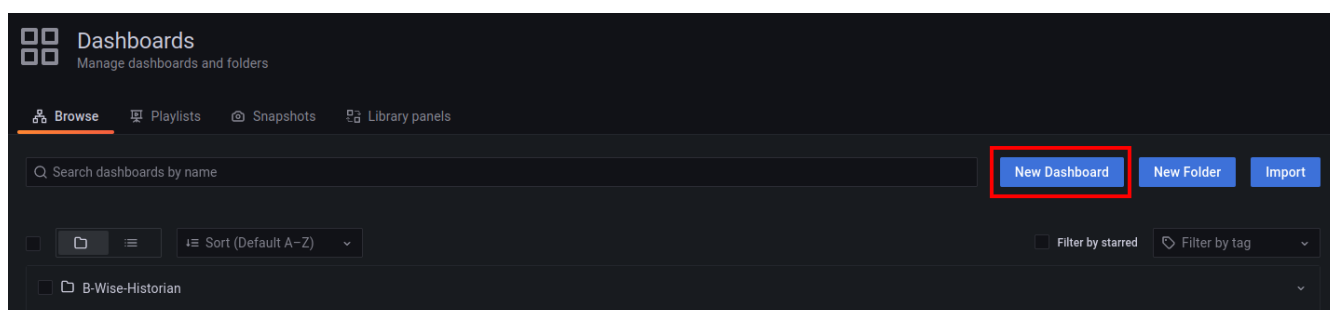 Dashboards
Manage dashboards and folders
Browse Playlists Snapshots Library panels
Search dashboards by name New Dashboard New Folder Import
Sort (Default A–Z) Filter by starred Filter by tag
B-Wise-Historian